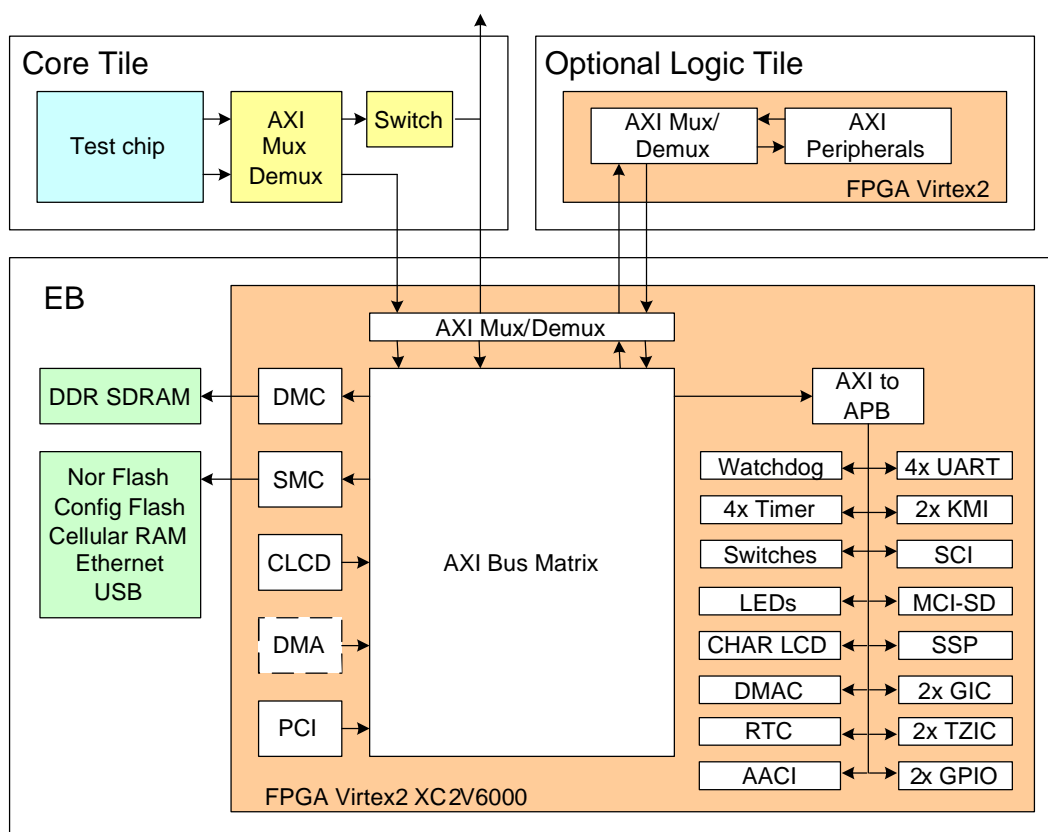 Core Tile
Test chip
AXI
Mux
Demux
Switch
Optional Logic Tile
AXI Mux/
Demux
AXI
Peripherals
FPGA Virtex2
EB
AXI Mux/Demux
DDR SDRAM
DMC
Nor Flash
Config Flash
Cellular RAM
Ethernet
USB
SMC
CLCD
DMA
PCI
AXI Bus Matrix
AXI to
APB
Watchdog
4x UART
4x Timer
2x KMI
Switches
SCI
LEDs
MCI-SD
CHAR LCD
SSP
DMAC
2x GIC
RTC
2x TZIC
AACI
2x GPIO
FPGA Virtex2 XC2V6000